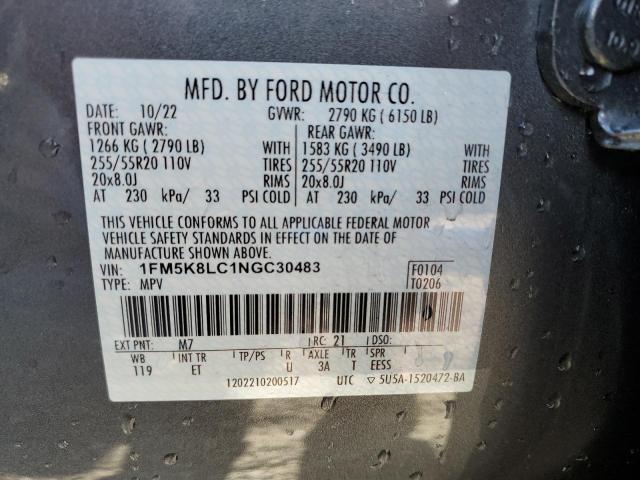 MFD. BY FORD MOTOR CO.
DATE: 10/22 GVWR: 2790 KG ( 6150 LB)
FRONT GAWR: REAR GAWR:
1266 KG ( 2790 LB) WITH 1583 KG ( 3490 LB) WITH
255/55R20 110V TIRES 255/55R20 110V TIRES
20x8.0J RIMS 20x8.0J RIMS
AT 230 kPa/ 33 PSI COLD AT 230 kPa/ 33 PSI COLD
THIS VEHICLE CONFORMS TO ALL APPLICABLE FEDERAL MOTOR
VEHICLE SAFETY STANDARDS IN EFFECT ON THE DATE OF
MANUFACTURE SHOWN ABOVE.
VIN: 1FM5K8LC1NGC30483 F0104
TYPE: MPV T0206
EXT PNT: M7 RC: 21 DSO:
WB INT TR TP/PS R AXLE TR SPR
119 ET U 3A T EESS
1202210200517 UTC ▽ 5U5A-1520472-BA